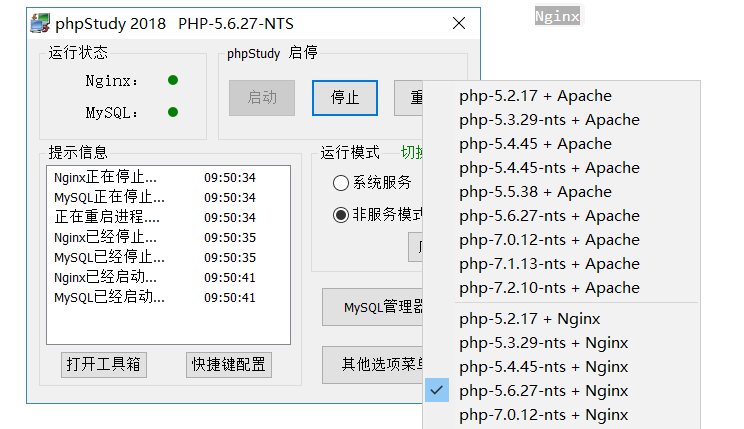 phpStudy 2018 PHP-5.6.27-NTS
Nginx
运行状态
Nginx:
MySQL:
phpStudy 启停
启动
停止
重
提示信息
Nginx正在停止... 09:50:34
MySQL正在停止... 09:50:34
正在重启进程.... 09:50:34
Nginx已经停止... 09:50:35
MySQL已经停止... 09:50:35
Nginx已经启动... 09:50:41
MySQL已经启动... 09:50:41
打开工具箱
快捷键配置
运行模式 切换
系统服务
非服务模式
MySQL管理器
其他选项菜单
php-5.2.17 + Apache
php-5.3.29-nts + Apache
php-5.4.45 + Apache
php-5.4.45-nts + Apache
php-5.5.38 + Apache
php-5.6.27-nts + Apache
php-7.0.12-nts + Apache
php-7.1.13-nts + Apache
php-7.2.10-nts + Apache
php-5.2.17 + Nginx
php-5.3.29-nts + Nginx
php-5.4.45-nts + Nginx
php-5.6.27-nts + Nginx
php-7.0.12-nts + Nginx